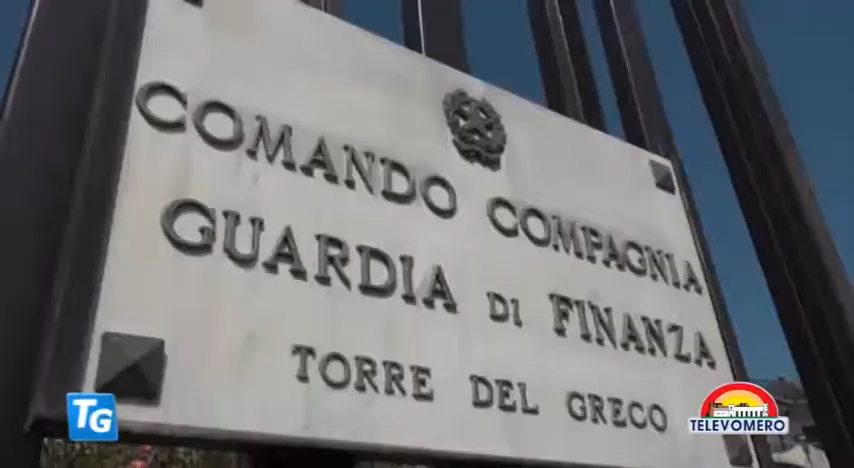 COMANDO COMPAGNIA
GUARDIA DI FINANZA
TORRE DEL GRECO
TG
TELEVOMERO